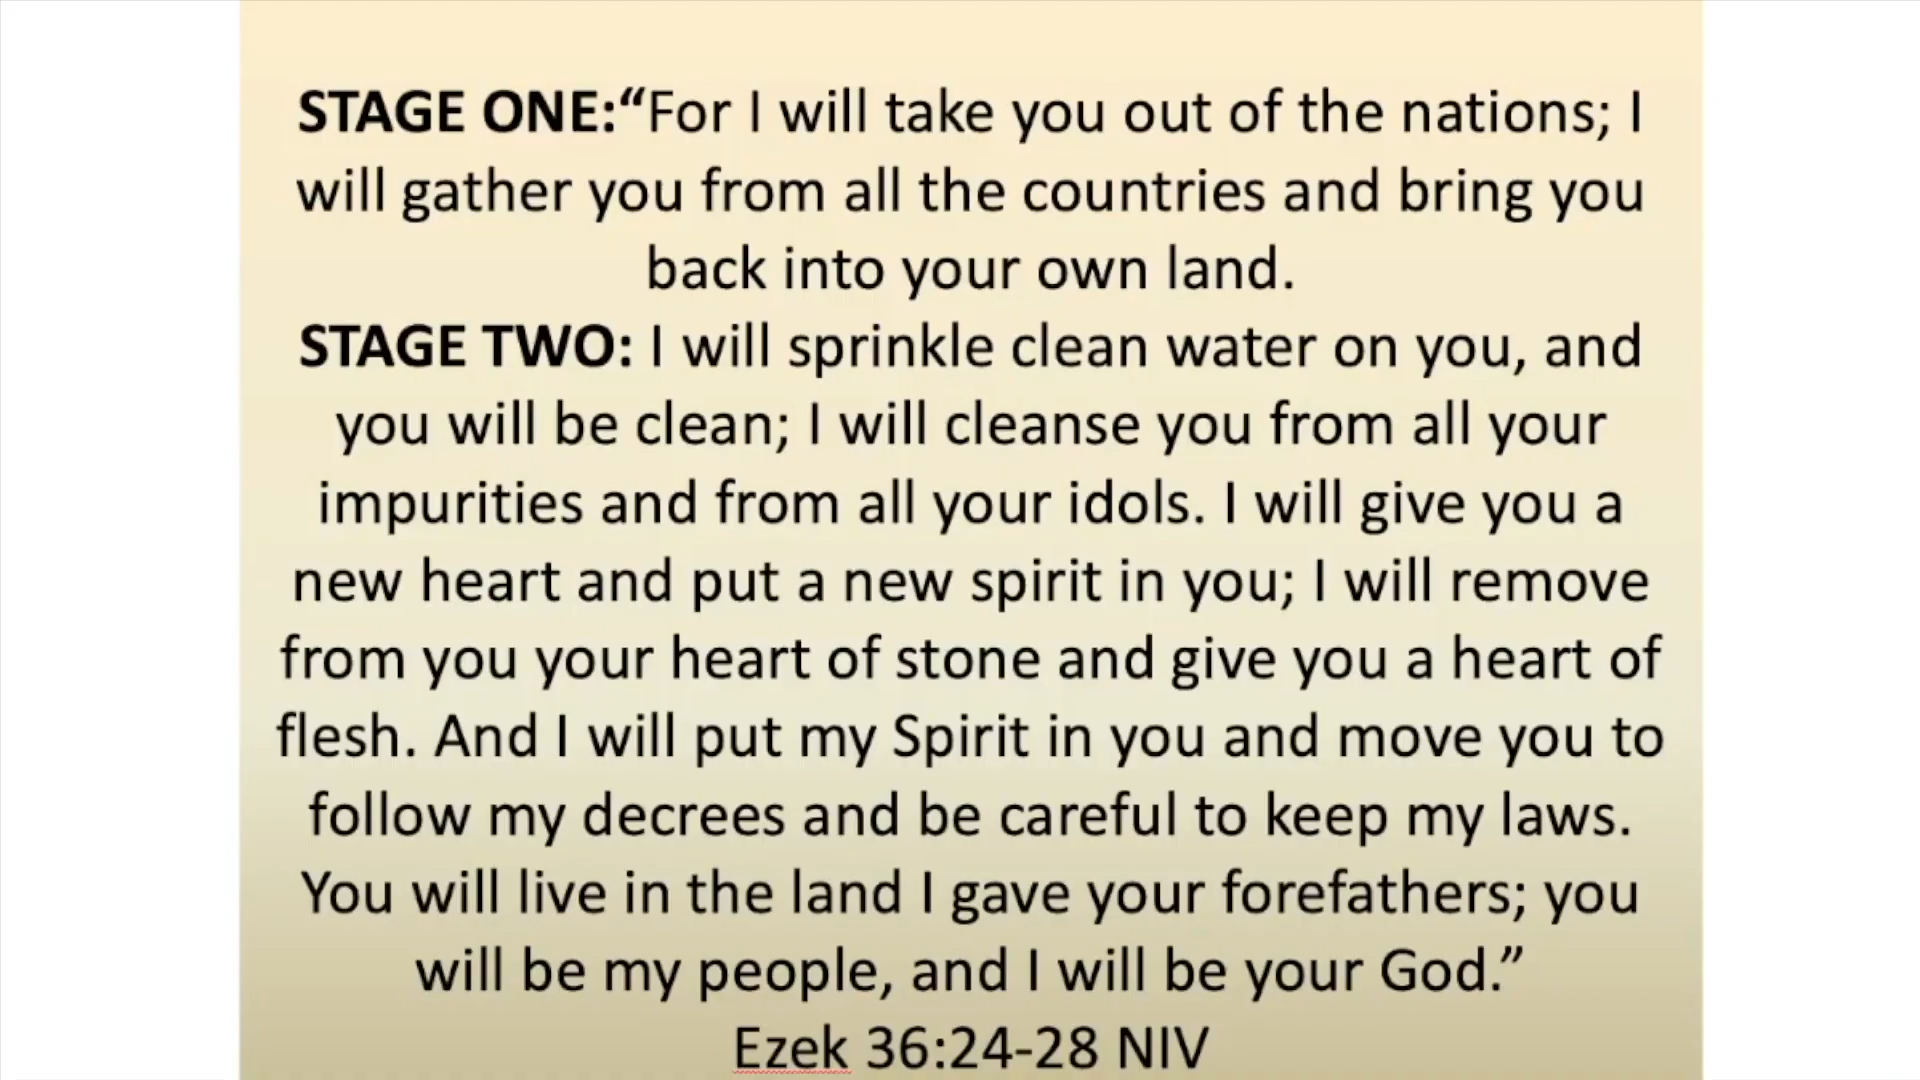 STAGE ONE:“For I will take you out of the nations; I
will gather you from all the countries and bring you
back into your own land.
STAGE TWO: I will sprinkle clean water on you, and
you will be clean; I will cleanse you from all your
impurities and from all your idols. I will give you a
new heart and put a new spirit in you; I will remove
from you your heart of stone and give you a heart of
flesh. And I will put my Spirit in you and move you to
follow my decrees and be careful to keep my laws.
You will live in the land I gave your forefathers; you
will be my people, and I will be your God.”
Ezek 36:24-28 NIV